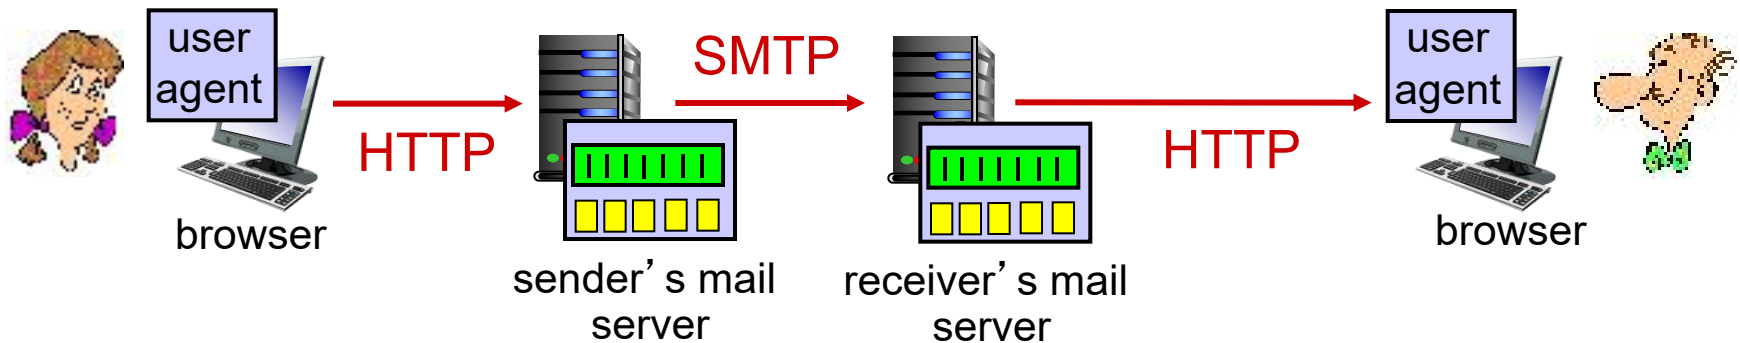 user
agent
HTTP
browser
SMTP
sender’s mail
server
receiver’s mail
server
HTTP
user
agent
browser